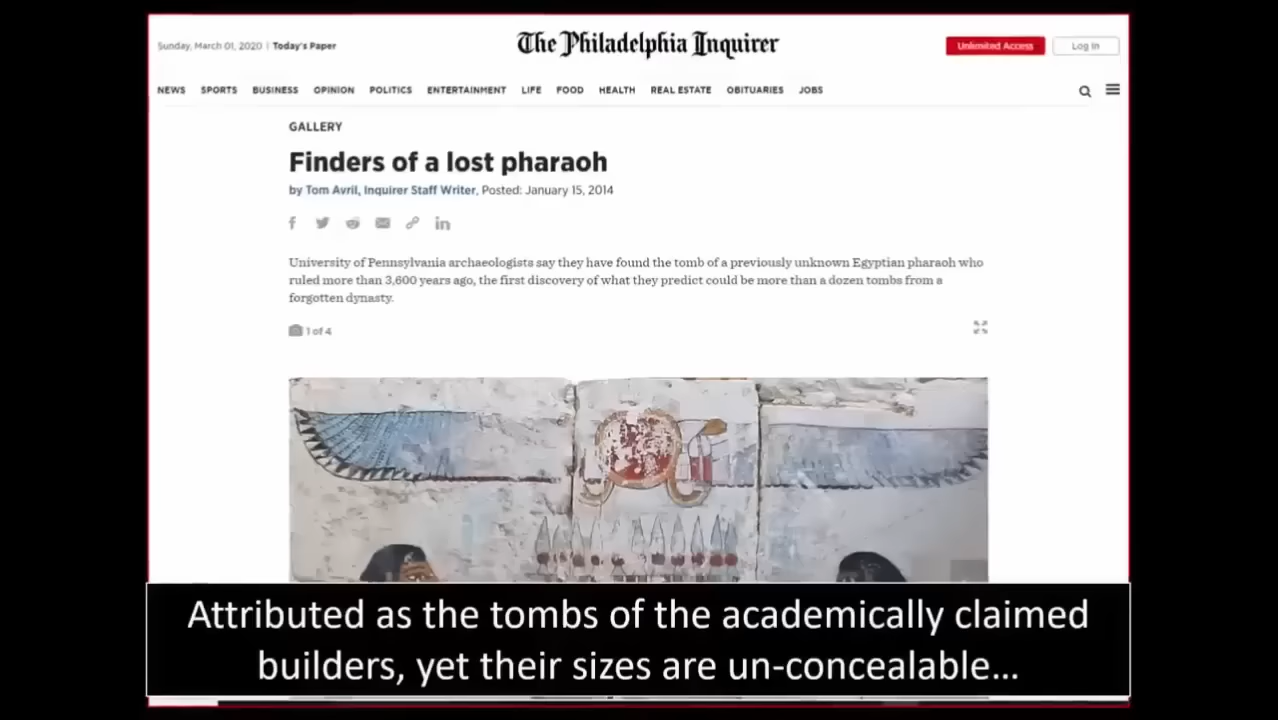 Sunday, March 01, 2020 | Today's Paper
The Philadelphia Inquirer
Unlimited Access
Log In
NEWS SPORTS BUSINESS OPINION POLITICS ENTERTAINMENT LIFE FOOD HEALTH REAL ESTATE OBITUARIES JOBS
GALLERY
Finders of a lost pharaoh
by Tom Avril, Inquirer Staff Writer, Posted: January 15, 2014
University of Pennsylvania archaeologists say they have found the tomb of a previously unknown Egyptian pharaoh who
ruled more than 3,600 years ago, the first discovery of what they predict could be more than a dozen tombs from a
forgotten dynasty.
1 of 4
Attributed as the tombs of the academically claimed
builders, yet their sizes are un-concealable...